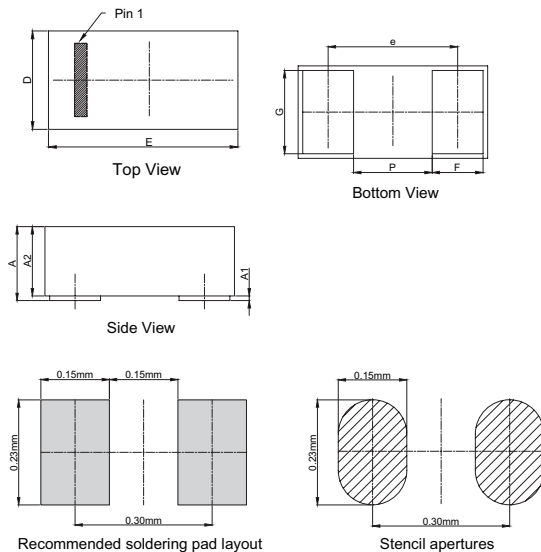 Pin 1
D
E
Top View
e
G
P
F
Bottom View
A
A2
A1
Side View
0.15mm
0.15mm
0.23mm
0.30mm
Recommended soldering pad layout
0.15mm
0.23mm
0.30mm
Stencil apertures